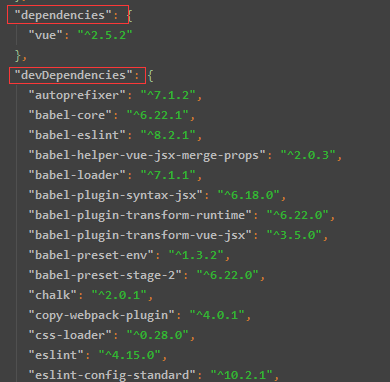 "dependencies": {
"vue": "^2.5.2"
},
"devDependencies": {
"autoprefixer": "^7.1.2",
"babel-core": "^6.22.1",
"babel-eslint": "^8.2.1",
"babel-helper-vue-jsx-merge-props": "^2.0.3",
"babel-loader": "^7.1.1",
"babel-plugin-syntax-jsx": "^6.18.0",
"babel-plugin-transform-runtime": "^6.22.0",
"babel-plugin-transform-vue-jsx": "^3.5.0",
"babel-preset-env": "^1.3.2",
"babel-preset-stage-2": "^6.22.0",
"chalk": "^2.0.1",
"copy-webpack-plugin": "^4.0.1",
"css-loader": "^0.28.0",
"eslint": "^4.15.0",
"eslint-config-standard": "^10.2.1",